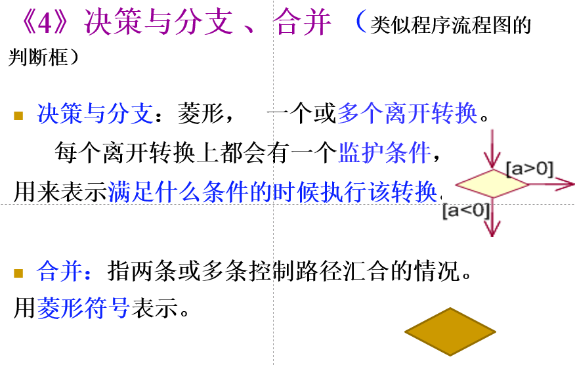 《4》决策与分支 、合并 （类似程序流程图的
判断框）
决策与分支：菱形， 一个或多个离开转换。
每个离开转换上都会有一个监护条件，
[a>0]
用来表示满足什么条件的时候执行该转换.
[a<0]
合并：指两条或多条控制路径汇合的情况。
用菱形符号表示。